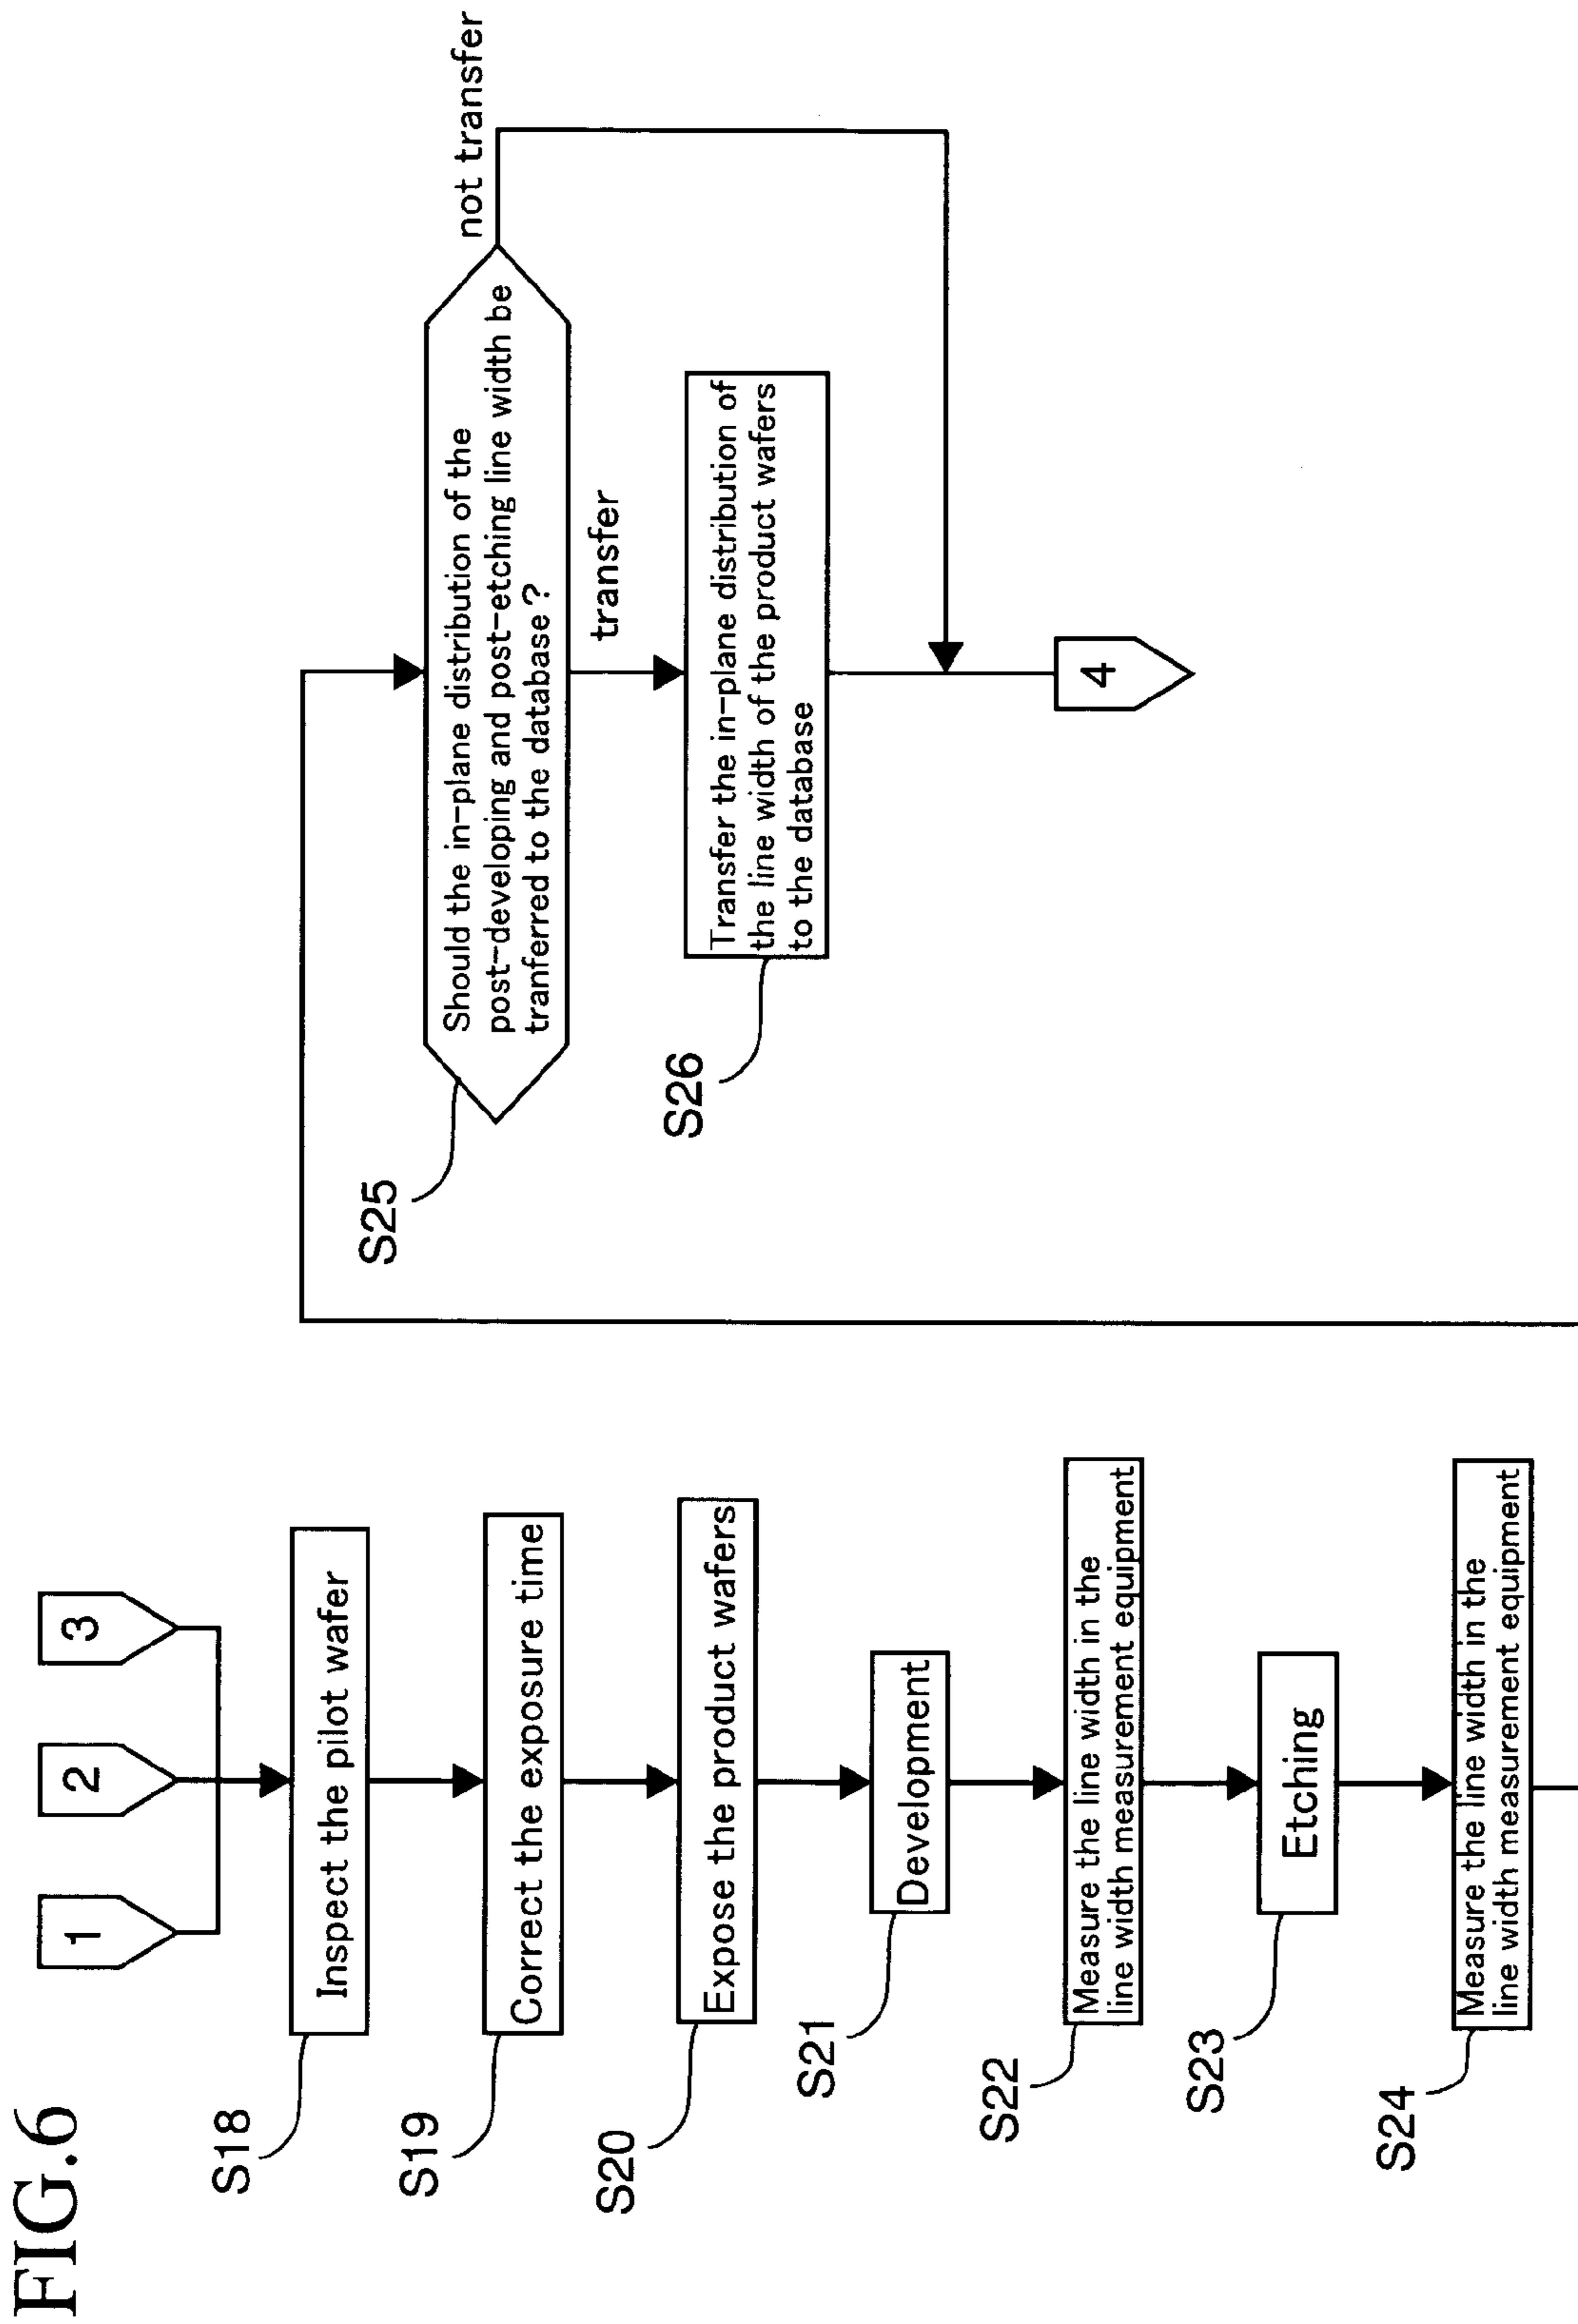 FIG.6
1
2
3
S18
Inspect the pilot wafer
S19
Correct the exposure time
S20
Expose the product wafers
S21
Development
S22
Measure the line width in the
line width measurement equipment
S23
Etching
S24
Measure the line width in the
line width measurement equipment
S25
Should the in-plane distribution of the
post-developing and post-etching line width be
tranferred to the database?
not transfer
transfer
S26
Transfer the in-plane distribution of
the line width of the product wafers
to the database
4